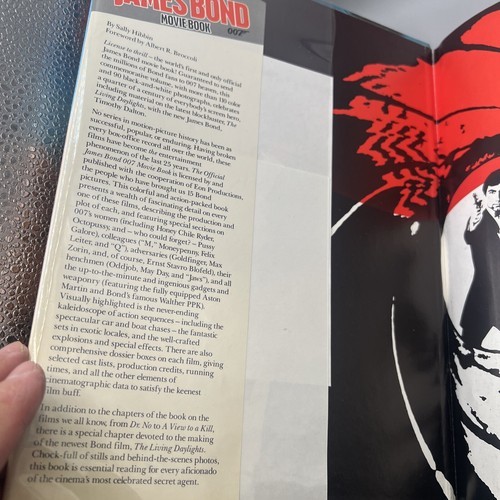 JAMES BOND
MOVIE BOOK 007
By Sally Hibbin
Foreword by Albert R. Broccoli
License to thrill – the world's first and only official
James Bond movie book! Guaranteed to send
the millions of Bond fans to 007 heaven, this
commemorative volume, with more than 110 color
and 90 black-and-white photographs, celebrates
a quarter of a century of everybody's screen hero,
including material on the latest blockbuster, The
Living Daylights, with the new James Bond,
Timothy Dalton.
No series in motion-picture history has been as
successful, popular, or enduring. Having broken
every box-office record all over the world, these
films have become the entertainment
phenomenon of the last 25 years. The Official
James Bond 007 Movie Book is licensed by and
published with the cooperation of Eon Productions,
the people who have brought us 15 Bond
pictures. This colorful and action-packed book
presents a wealth of fascinating detail on every
one of these films, describing the production and
plot of each, and featuring special sections on
007's women (including Honey Chile Ryder,
Octopussy, and – who could forget? – Pussy
Galore), colleagues ("M," Moneypenny, Felix
Leiter, and "Q"), adversaries (Goldfinger, Max
Zorin, and, of course, Ernst Stavro Blofeld), their
henchmen (Oddjob, May Day, and "Jaws"), and all
the up-to-the-minute and ingenious gadgets and
weaponry (featuring the fully equipped Aston
Martin and Bond's famous Walther PPK).
Visually highlighted is the never-ending
kaleidoscope of action sequences – including the
spectacular car and boat chases – the fantastic
sets in exotic locales, and the well-crafted
explosions and special effects. There are also
comprehensive dossier boxes on each film, giving
selected cast lists, production credits, running
times, and all the other elements of
cinematographic data to satisfy the keenest
film buff.
In addition to the chapters of the book on the
films we all know, from Dr. No to A View to a Kill,
there is a special chapter devoted to the making
of the newest Bond film, The Living Daylights.
Chock-full of stills and behind-the-scenes photos,
this book is essential reading for every aficionado
of the cinema's most celebrated secret agent.